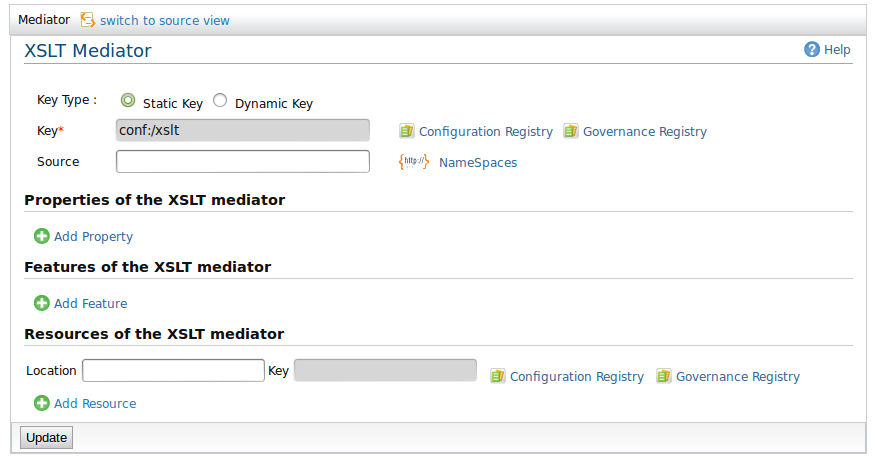 Mediator switch to source view
XSLT Mediator Help
Key Type : Static Key Dynamic Key
Key* conf:/xslt Configuration Registry Governance Registry
Source {http://} NameSpaces
Properties of the XSLT mediator
Add Property
Features of the XSLT mediator
Add Feature
Resources of the XSLT mediator
Location Key Configuration Registry Governance Registry
Add Resource
Update